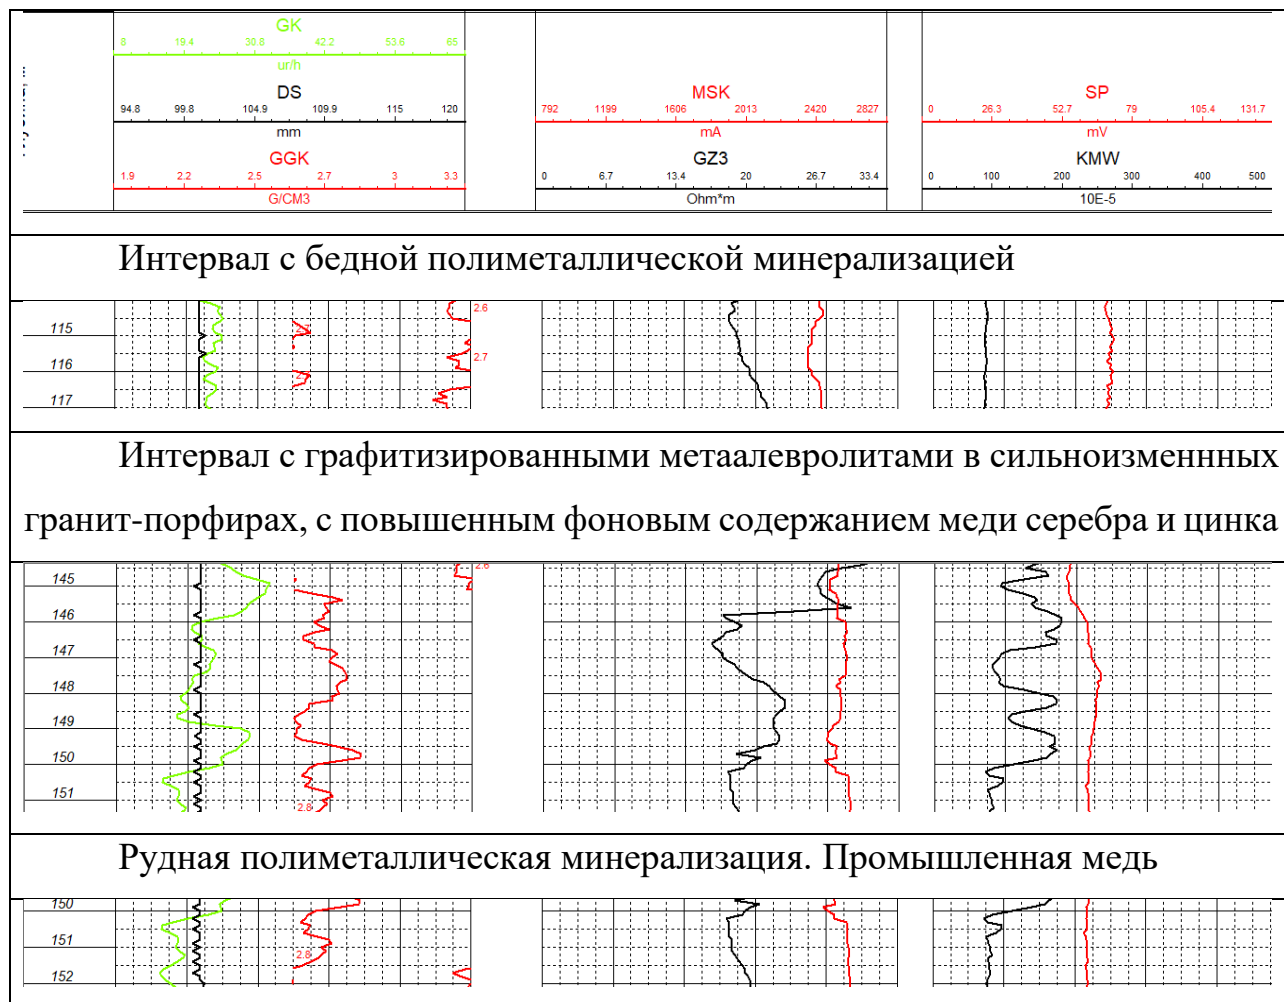 GK
8 19.4 30.8 42.2 53.6 65
ur/h
DS
94.8 99.8 104.9 109.9 115 120
mm
GGK
1.9 2.2 2.5 2.7 3 3.3
G/CM3
MSK
792 1199 1606 2013 2420 2827
mA
GZ3
0 6.7 13.4 20 26.7 33.4
Ohm*m
SP
0 26.3 52.7 79 105.4 131.7
mV
KMW
0 100 200 300 400 500
10E-5
Интервал с бедной полиметаллической минерализацией
2.6
115
2.7
116
117
Интервал с графитизированными метаалевролитами в сильноизменнных
гранит-порфирах, с повышенным фоновым содержанием меди серебра и цинка
2.6
145
146
147
148
149
150
151
2.8
Рудная полиметаллическая минерализация. Промышленная медь
150
151
2.8
152